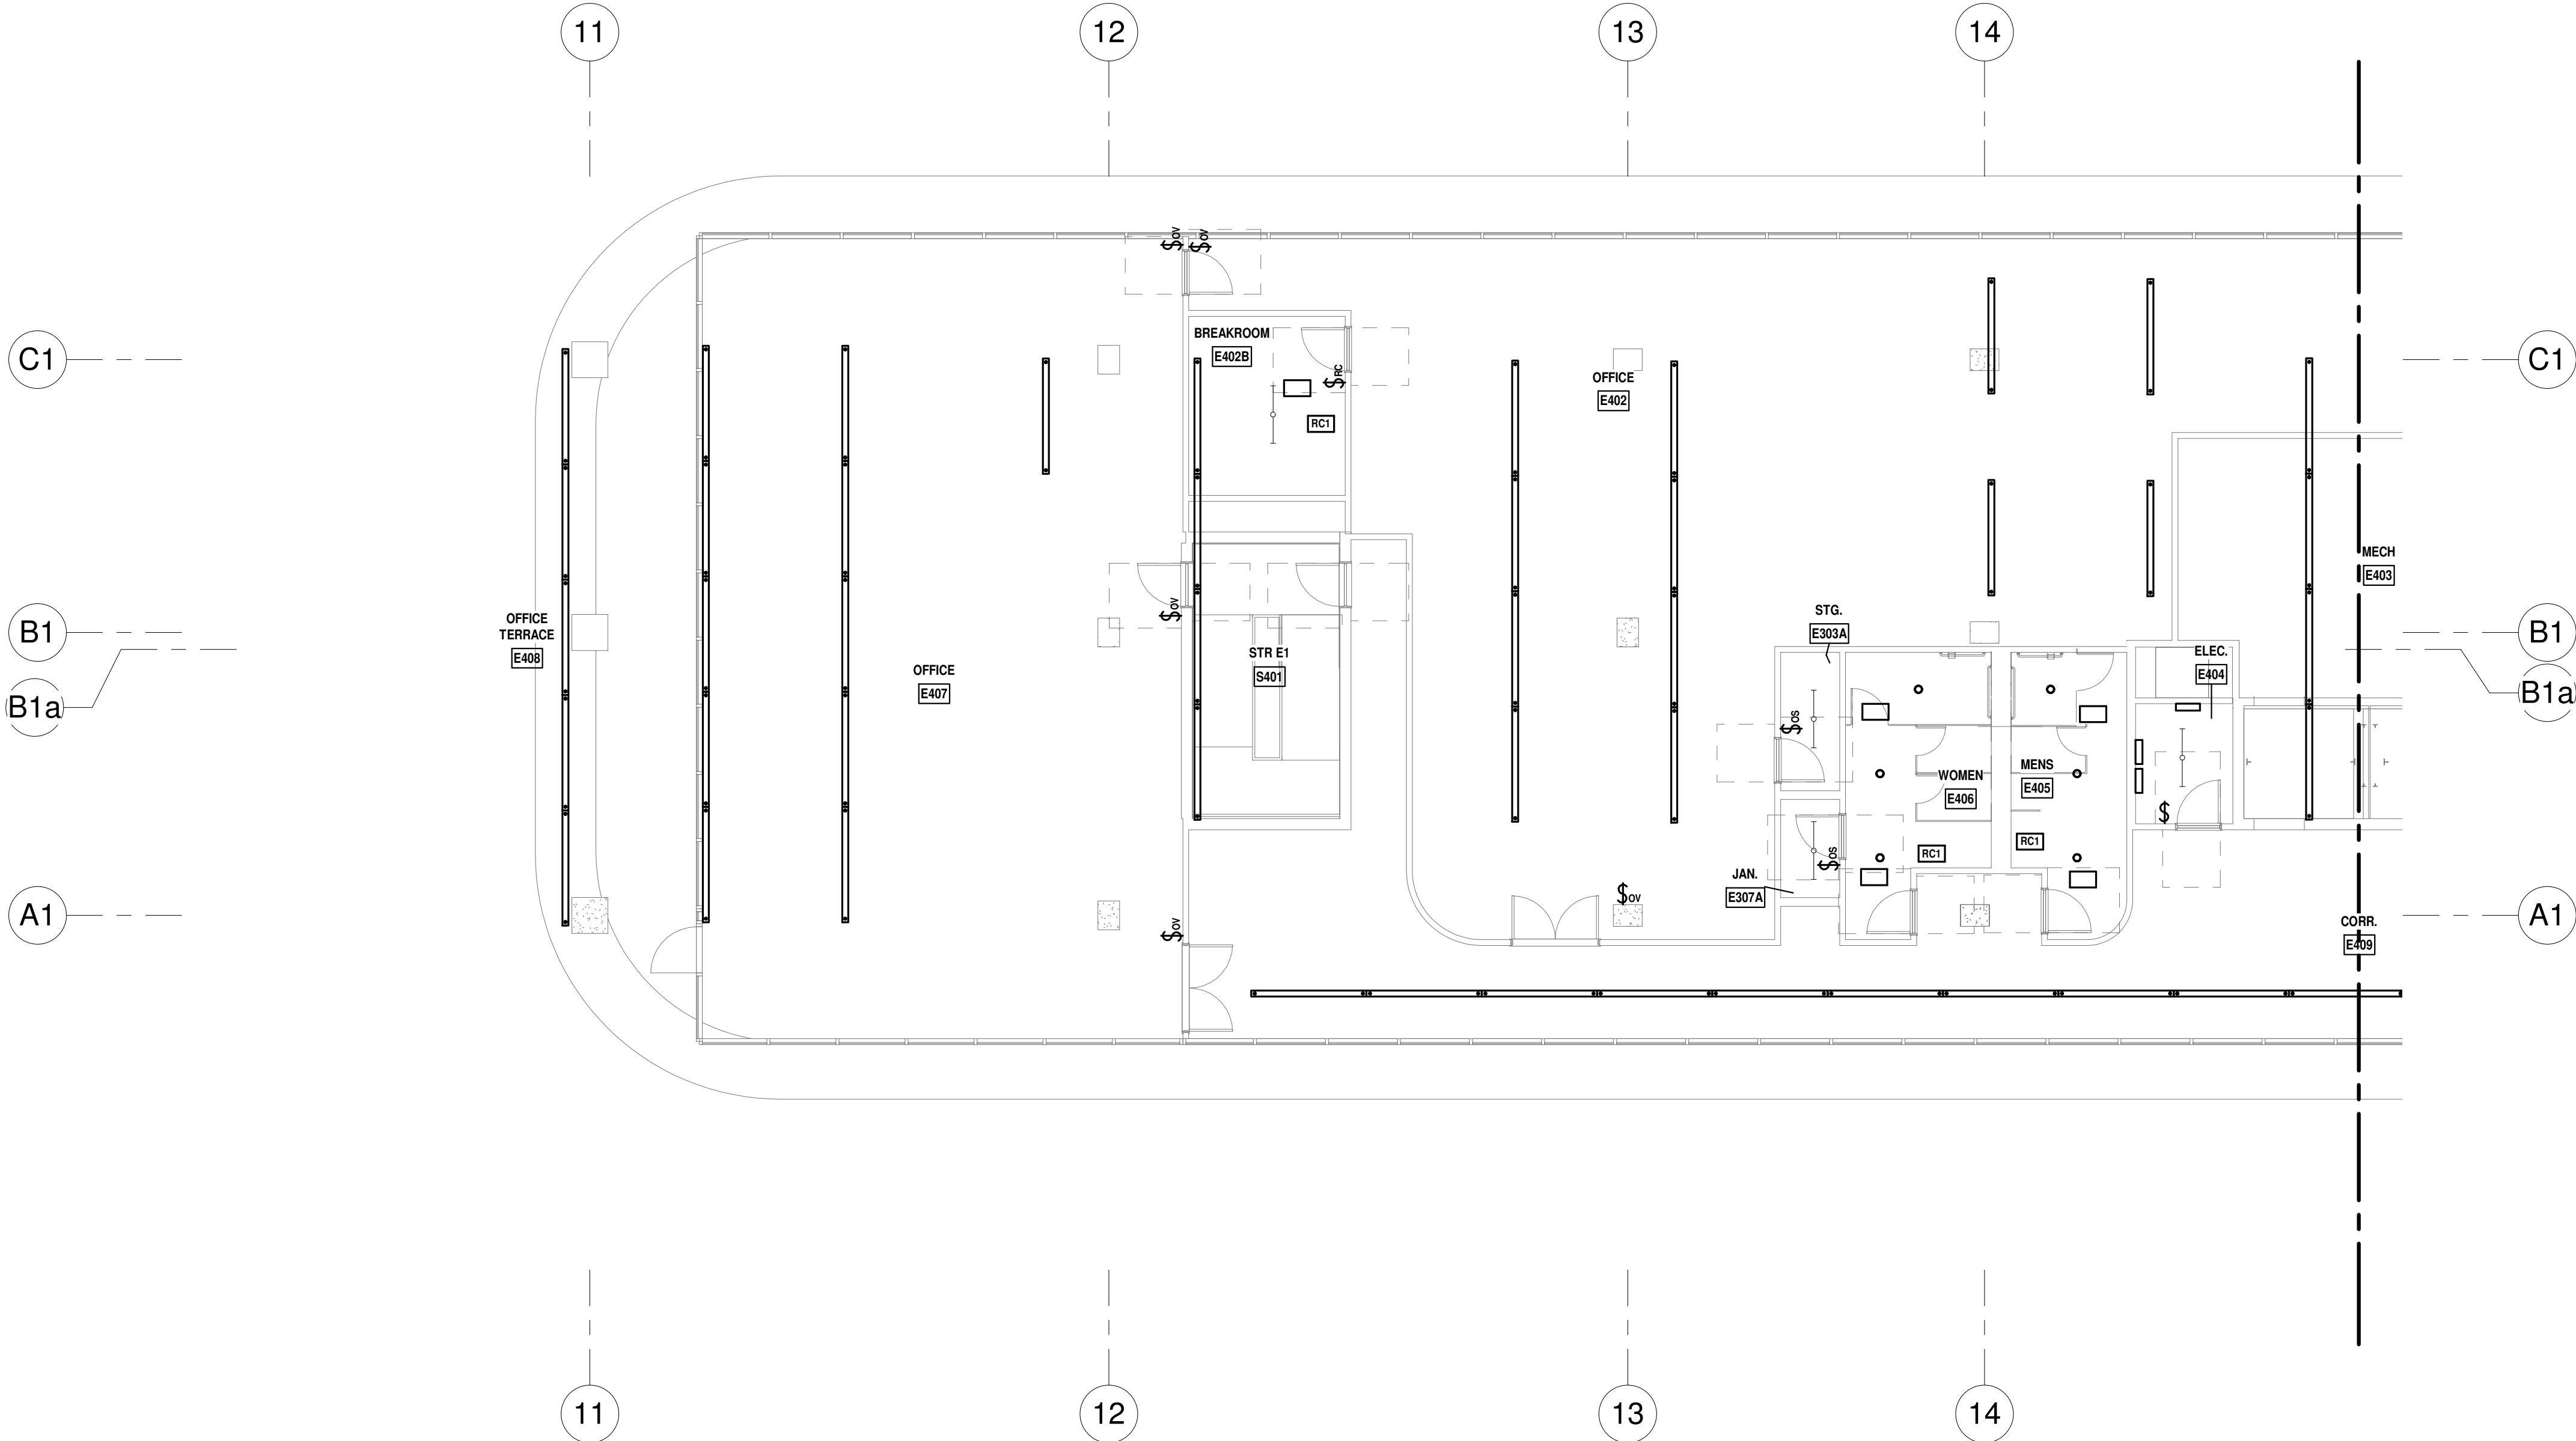 11
12
13
14
$OV
$OV
BREAKROOM
E402B
C1
C1
$RC
OFFICE
E402
RC1
MECH
E403
$OV
STG.
E303A
OFFICE
TERRACE
E408
B1
B1
STR E1
S401
ELEC.
E404
OFFICE
E407
B1a
B1a
$OS
MENS
E405
WOMEN
E406
$
RC1
RC1
$OS
JAN.
E307A
$OV
A1
A1
$OV
CORR.
E409
11
12
13
14